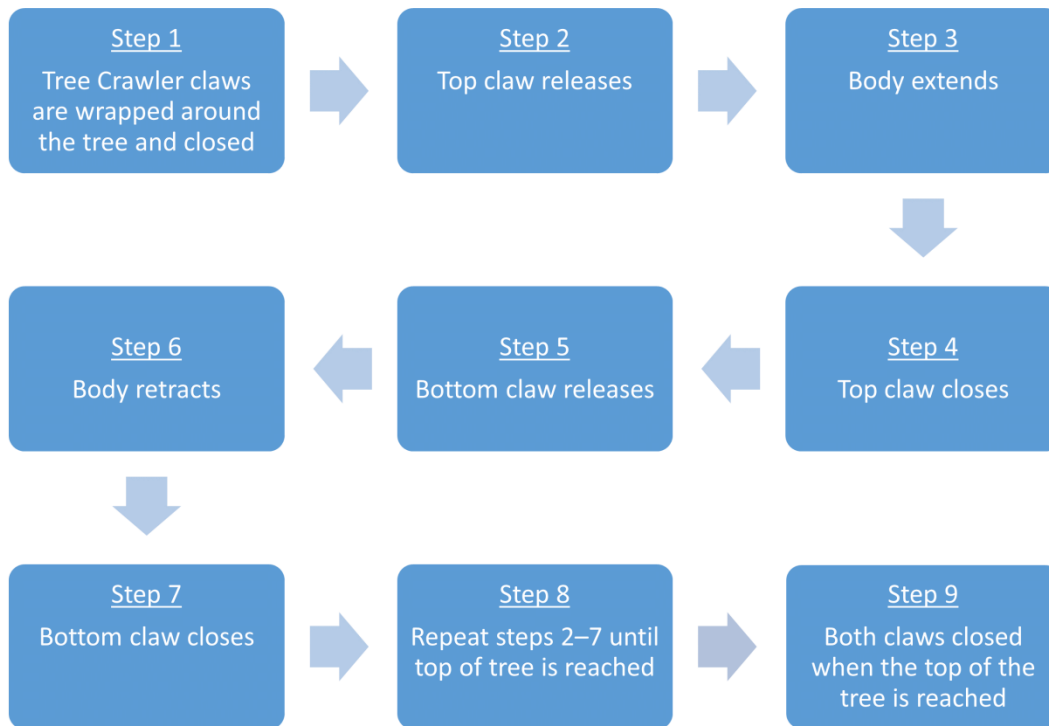 Step 1
Tree Crawler claws
are wrapped around
the tree and closed
Step 2
Top claw releases
Step 3
Body extends
Step 4
Top claw closes
Step 5
Bottom claw releases
Step 6
Body retracts
Step 7
Bottom claw closes
Step 8
Repeat steps 2–7 until
top of tree is reached
Step 9
Both claws closed
when the top of the
tree is reached